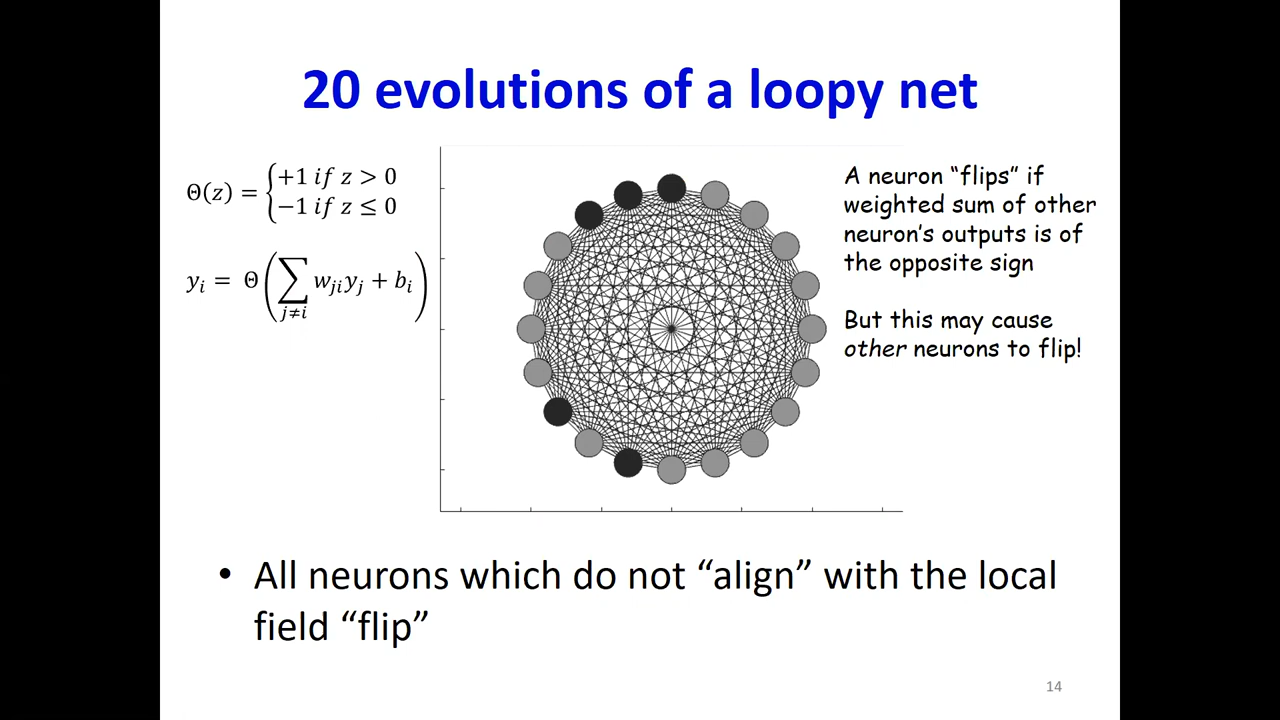 20 evolutions of a loopy net
Θ(z) = {+1 if z > 0
−1 if z ≤ 0
y_i = Θ(∑_{j≠i} w_{ji}y_j + b_i)
A neuron “flips” if
weighted sum of other
neuron’s outputs is of
the opposite sign
But this may cause
other neurons to flip!
• All neurons which do not “align” with the local
field “flip”
14